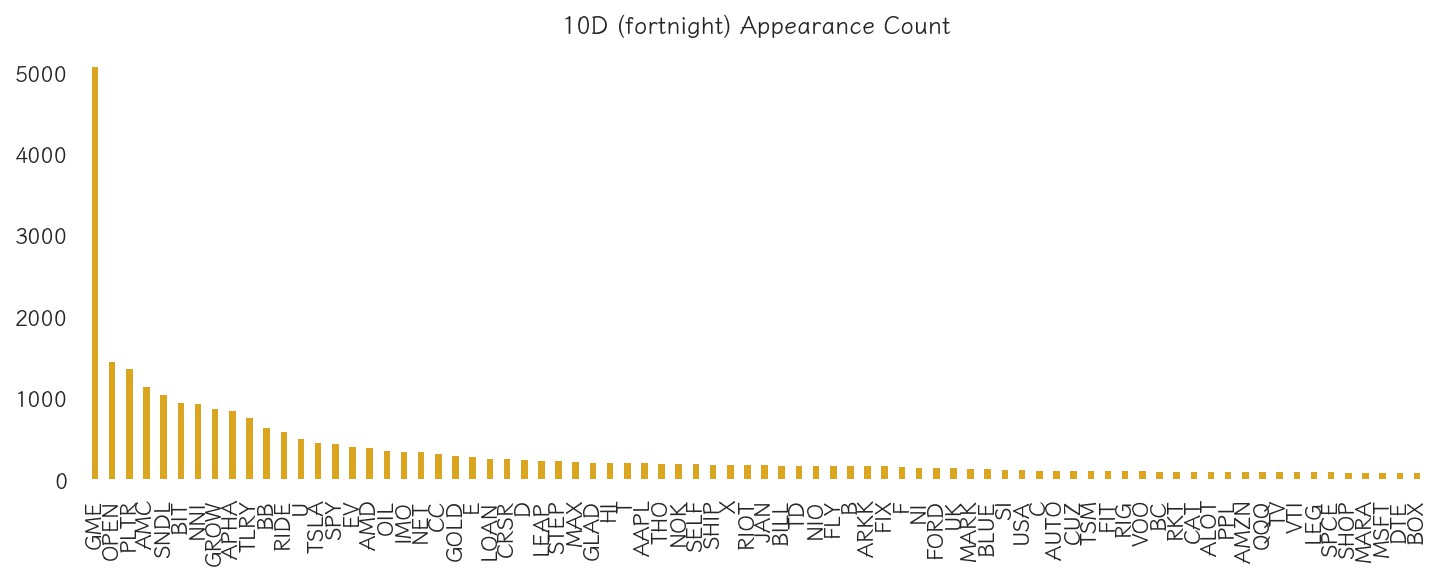 10D (fortnight) Appearance Count
5000
4000
3000
2000
1000
0
GME
OPEN
PLTR
AMC
SNDL
BIT
NNI
GROW
APHA
TLRY
BB
RIDE
U
TSLA
SPY
EV
AMD
OIL
IMO
NET
CC
GOLD
E
LOAN
CRSR
D
LEAP
STEP
MAX
GLAD
HL
T
AAPL
THO
NOK
SELF
SHIP
X
RIOT
JAN
BILL
TD
NIO
FLY
B
ARKK
FIX
F
NI
FORD
UK
MARK
BLUE
SI
USA
C
AUTO
CUZ
TSM
FIT
RIG
VOO
BC
RKT
CAT
ALOT
PPL
AMZN
QQQ
TV
VTI
LEG
SPCE
SHOP
MARA
MSFT
DTE
BOX